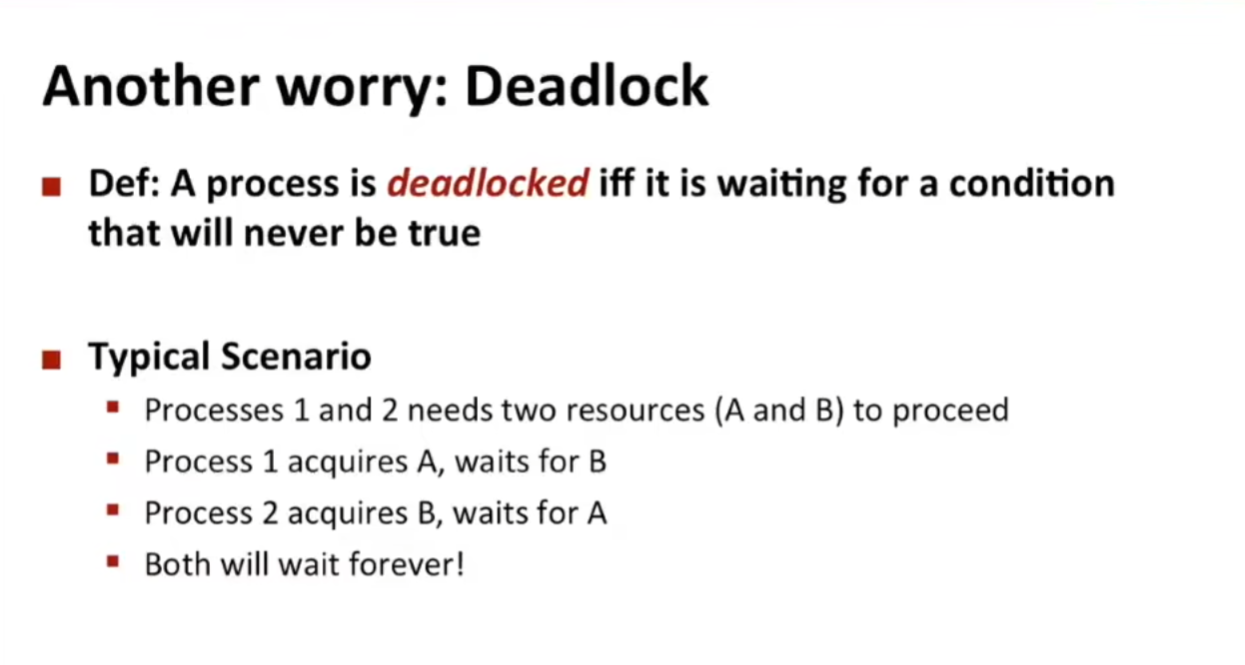 Another worry: Deadlock
Def: A process is deadlocked iff it is waiting for a condition
that will never be true
Typical Scenario
Processes 1 and 2 needs two resources (A and B) to proceed
Process 1 acquires A, waits for B
Process 2 acquires B, waits for A
Both will wait forever!